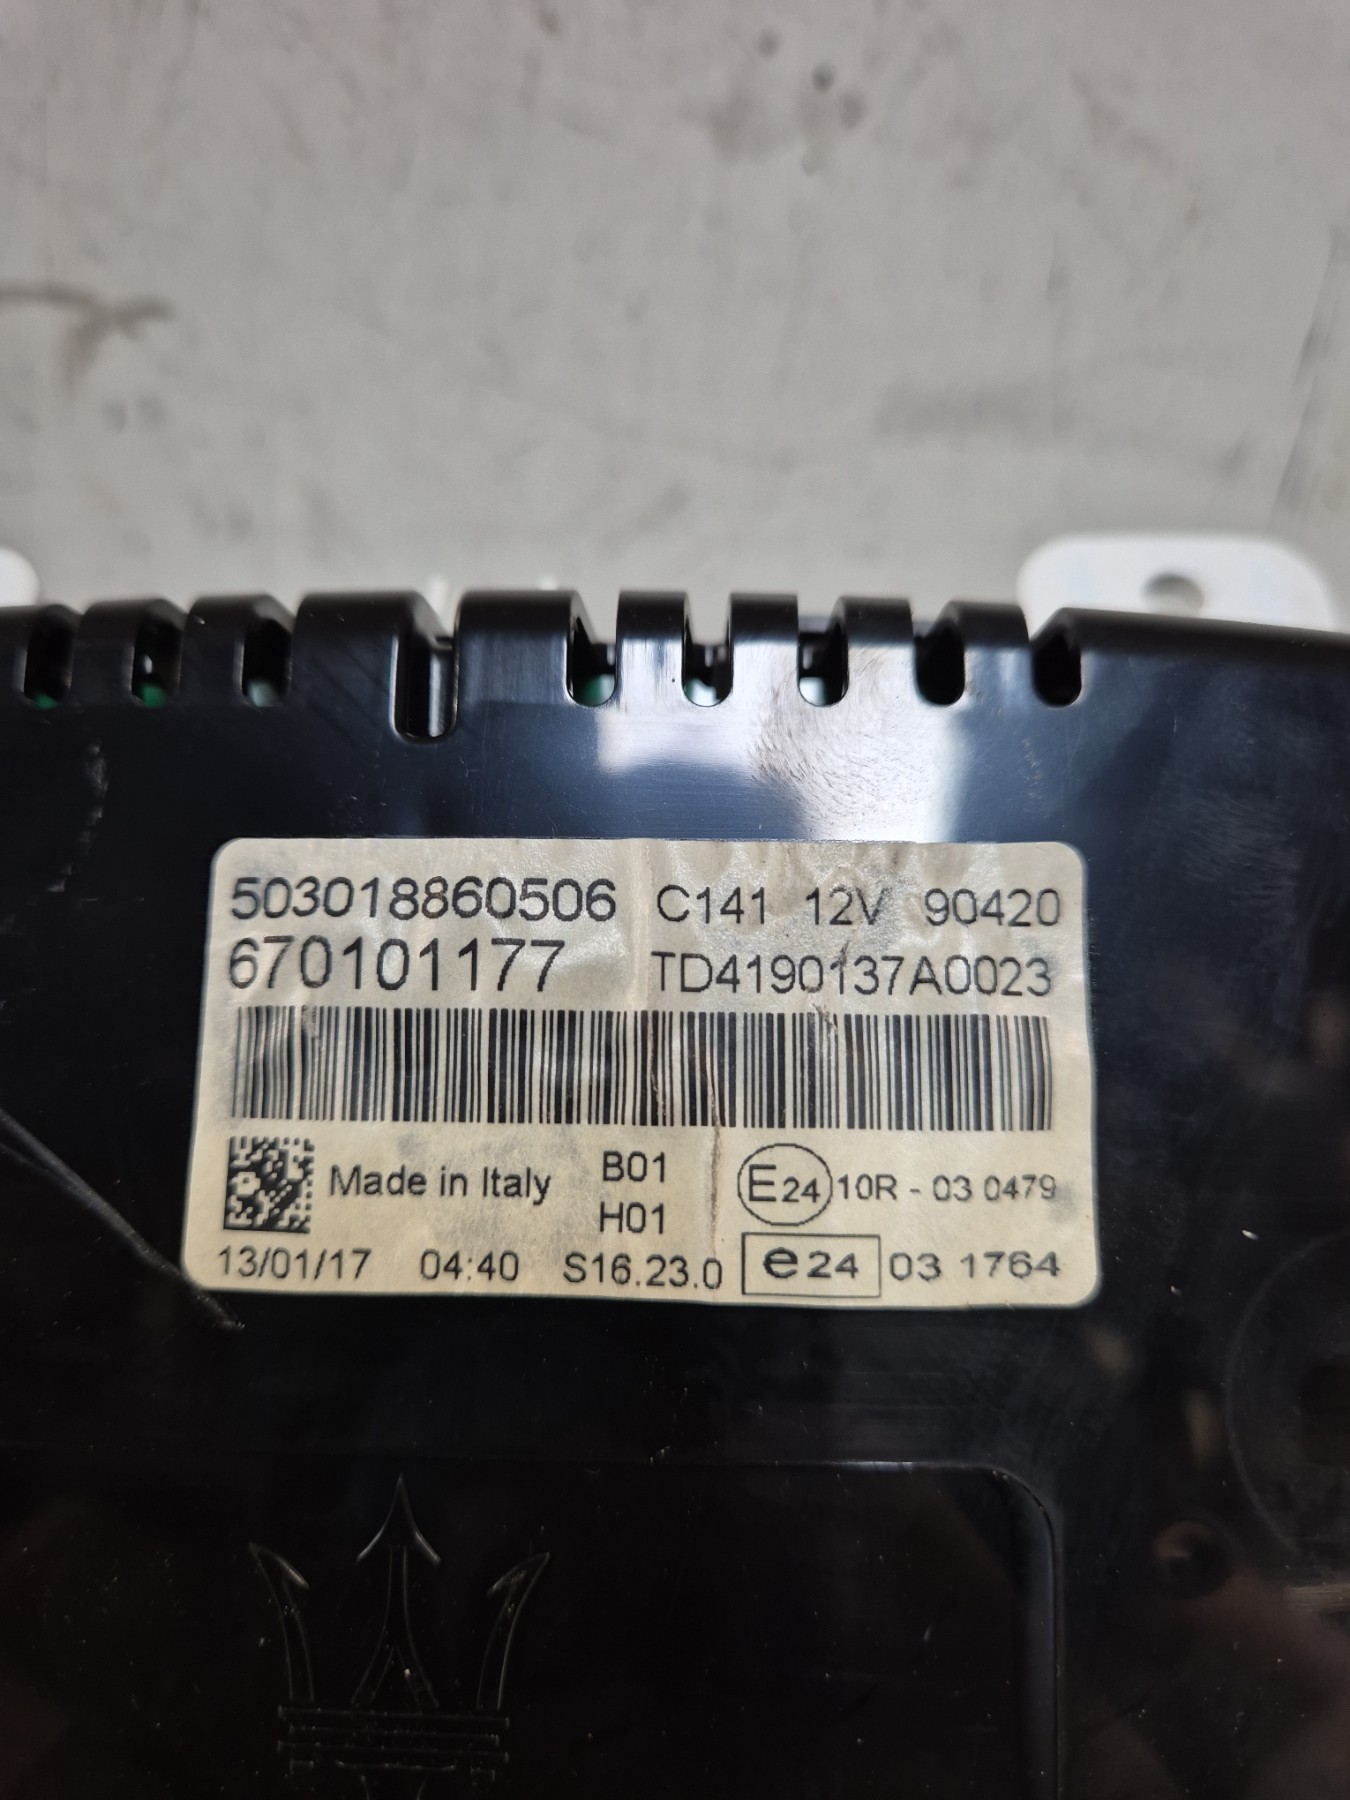 503018860506 C141 12V 90420
670101177 TD4190137A0023
Made in Italy B01 E24 10R - 03 0479
H01
13/01/17 04:40 S16.23.0 e24 03 1764